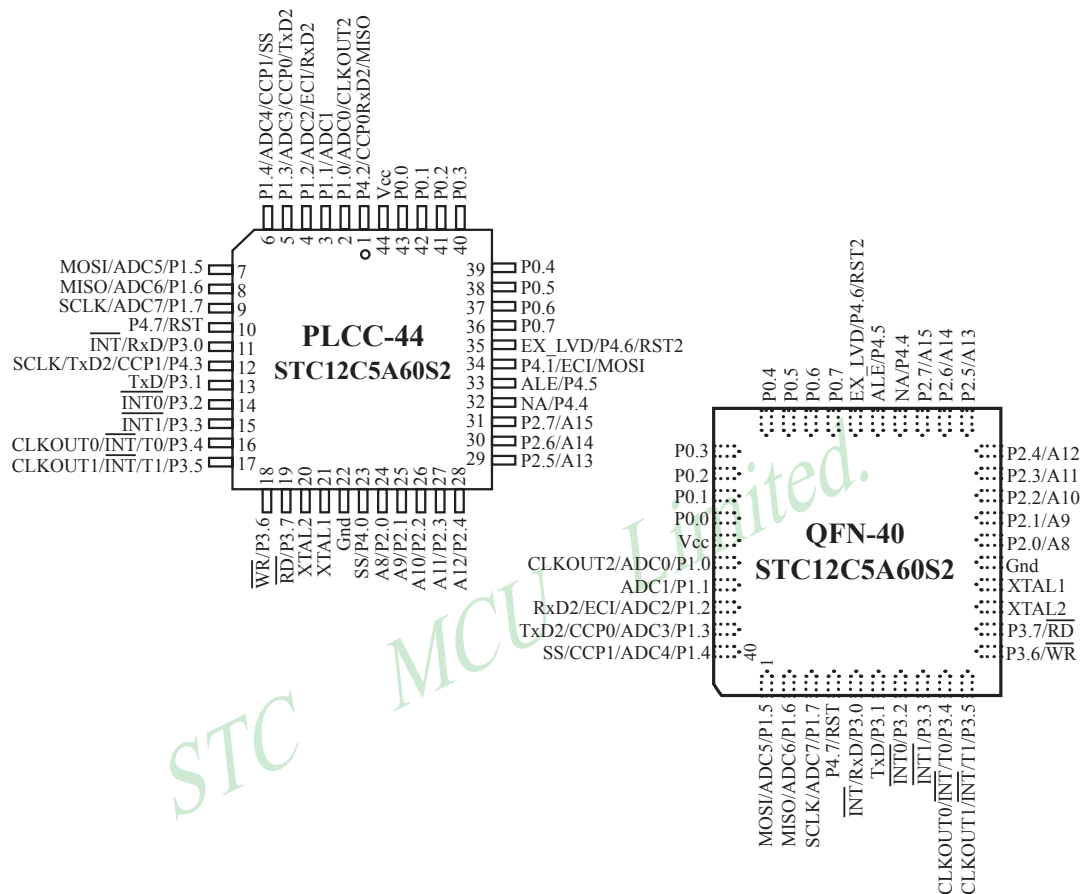 P1.4/ADC4/CCP1/SS
P1.3/ADC3/CCP0/TxD2
P1.2/ADC2/ECI/RxD2
P1.1/ADC1
P1.0/ADC0/CLKOUT2
P4.2/CCP0RxD2/MISO
Vcc
P0.0
P0.1
P0.2
P0.3
6
5
4
3
2
1
44
43
42
41
40
MOSI/ADC5/P1.5 7
MISO/ADC6/P1.6 8
SCLK/ADC7/P1.7 9
P4.7/RST 10
INT/RxD/P3.0 11
SCLK/TxD2/CCP1/P4.3 12
TxD/P3.1 13
INT0/P3.2 14
INT1/P3.3 15
CLKOUT0/INT/T0/P3.4 16
CLKOUT1/INT/T1/P3.5 17
PLCC-44
STC12C5A60S2
39 P0.4
38 P0.5
37 P0.6
36 P0.7
35 EX_LVD/P4.6/RST2
34 P4.1/ECI/MOSI
33 ALE/P4.5
32 NA/P4.4
31 P2.7/A15
30 P2.6/A14
29 P2.5/A13
18
19
20
21
22
23
24
25
26
27
28
WR/P3.6
RD/P3.7
XTAL2
XTAL1
Gnd
SS/P4.0
A8/P2.0
A9/P2.1
A10/P2.2
A11/P2.3
A12/P2.4
P0.4
P0.5
P0.6
P0.7
EX_LVD/P4.6/RST2
ALE/P4.5
NA/P4.4
P2.7/A15
P2.6/A14
P2.5/A13
P0.3
P0.2
P0.1
P0.0
Vcc
CLKOUT2/ADC0/P1.0
ADC1/P1.1
RxD2/ECI/ADC2/P1.2
TxD2/CCP0/ADC3/P1.3
SS/CCP1/ADC4/P1.4
40
1
QFN-40
STC12C5A60S2
P2.4/A12
P2.3/A11
P2.2/A10
P2.1/A9
P2.0/A8
Gnd
XTAL1
XTAL2
P3.7/RD
P3.6/WR
MOSI/ADC5/P1.5
MISO/ADC6/P1.6
SCLK/ADC7/P1.7
P4.7/RST
INT/RxD/P3.0
TxD/P3.1
INT0/P3.2
INT1/P3.3
CLKOUT0/INT/T0/P3.4
CLKOUT1/INT/T1/P3.5
STC MCU Limited.